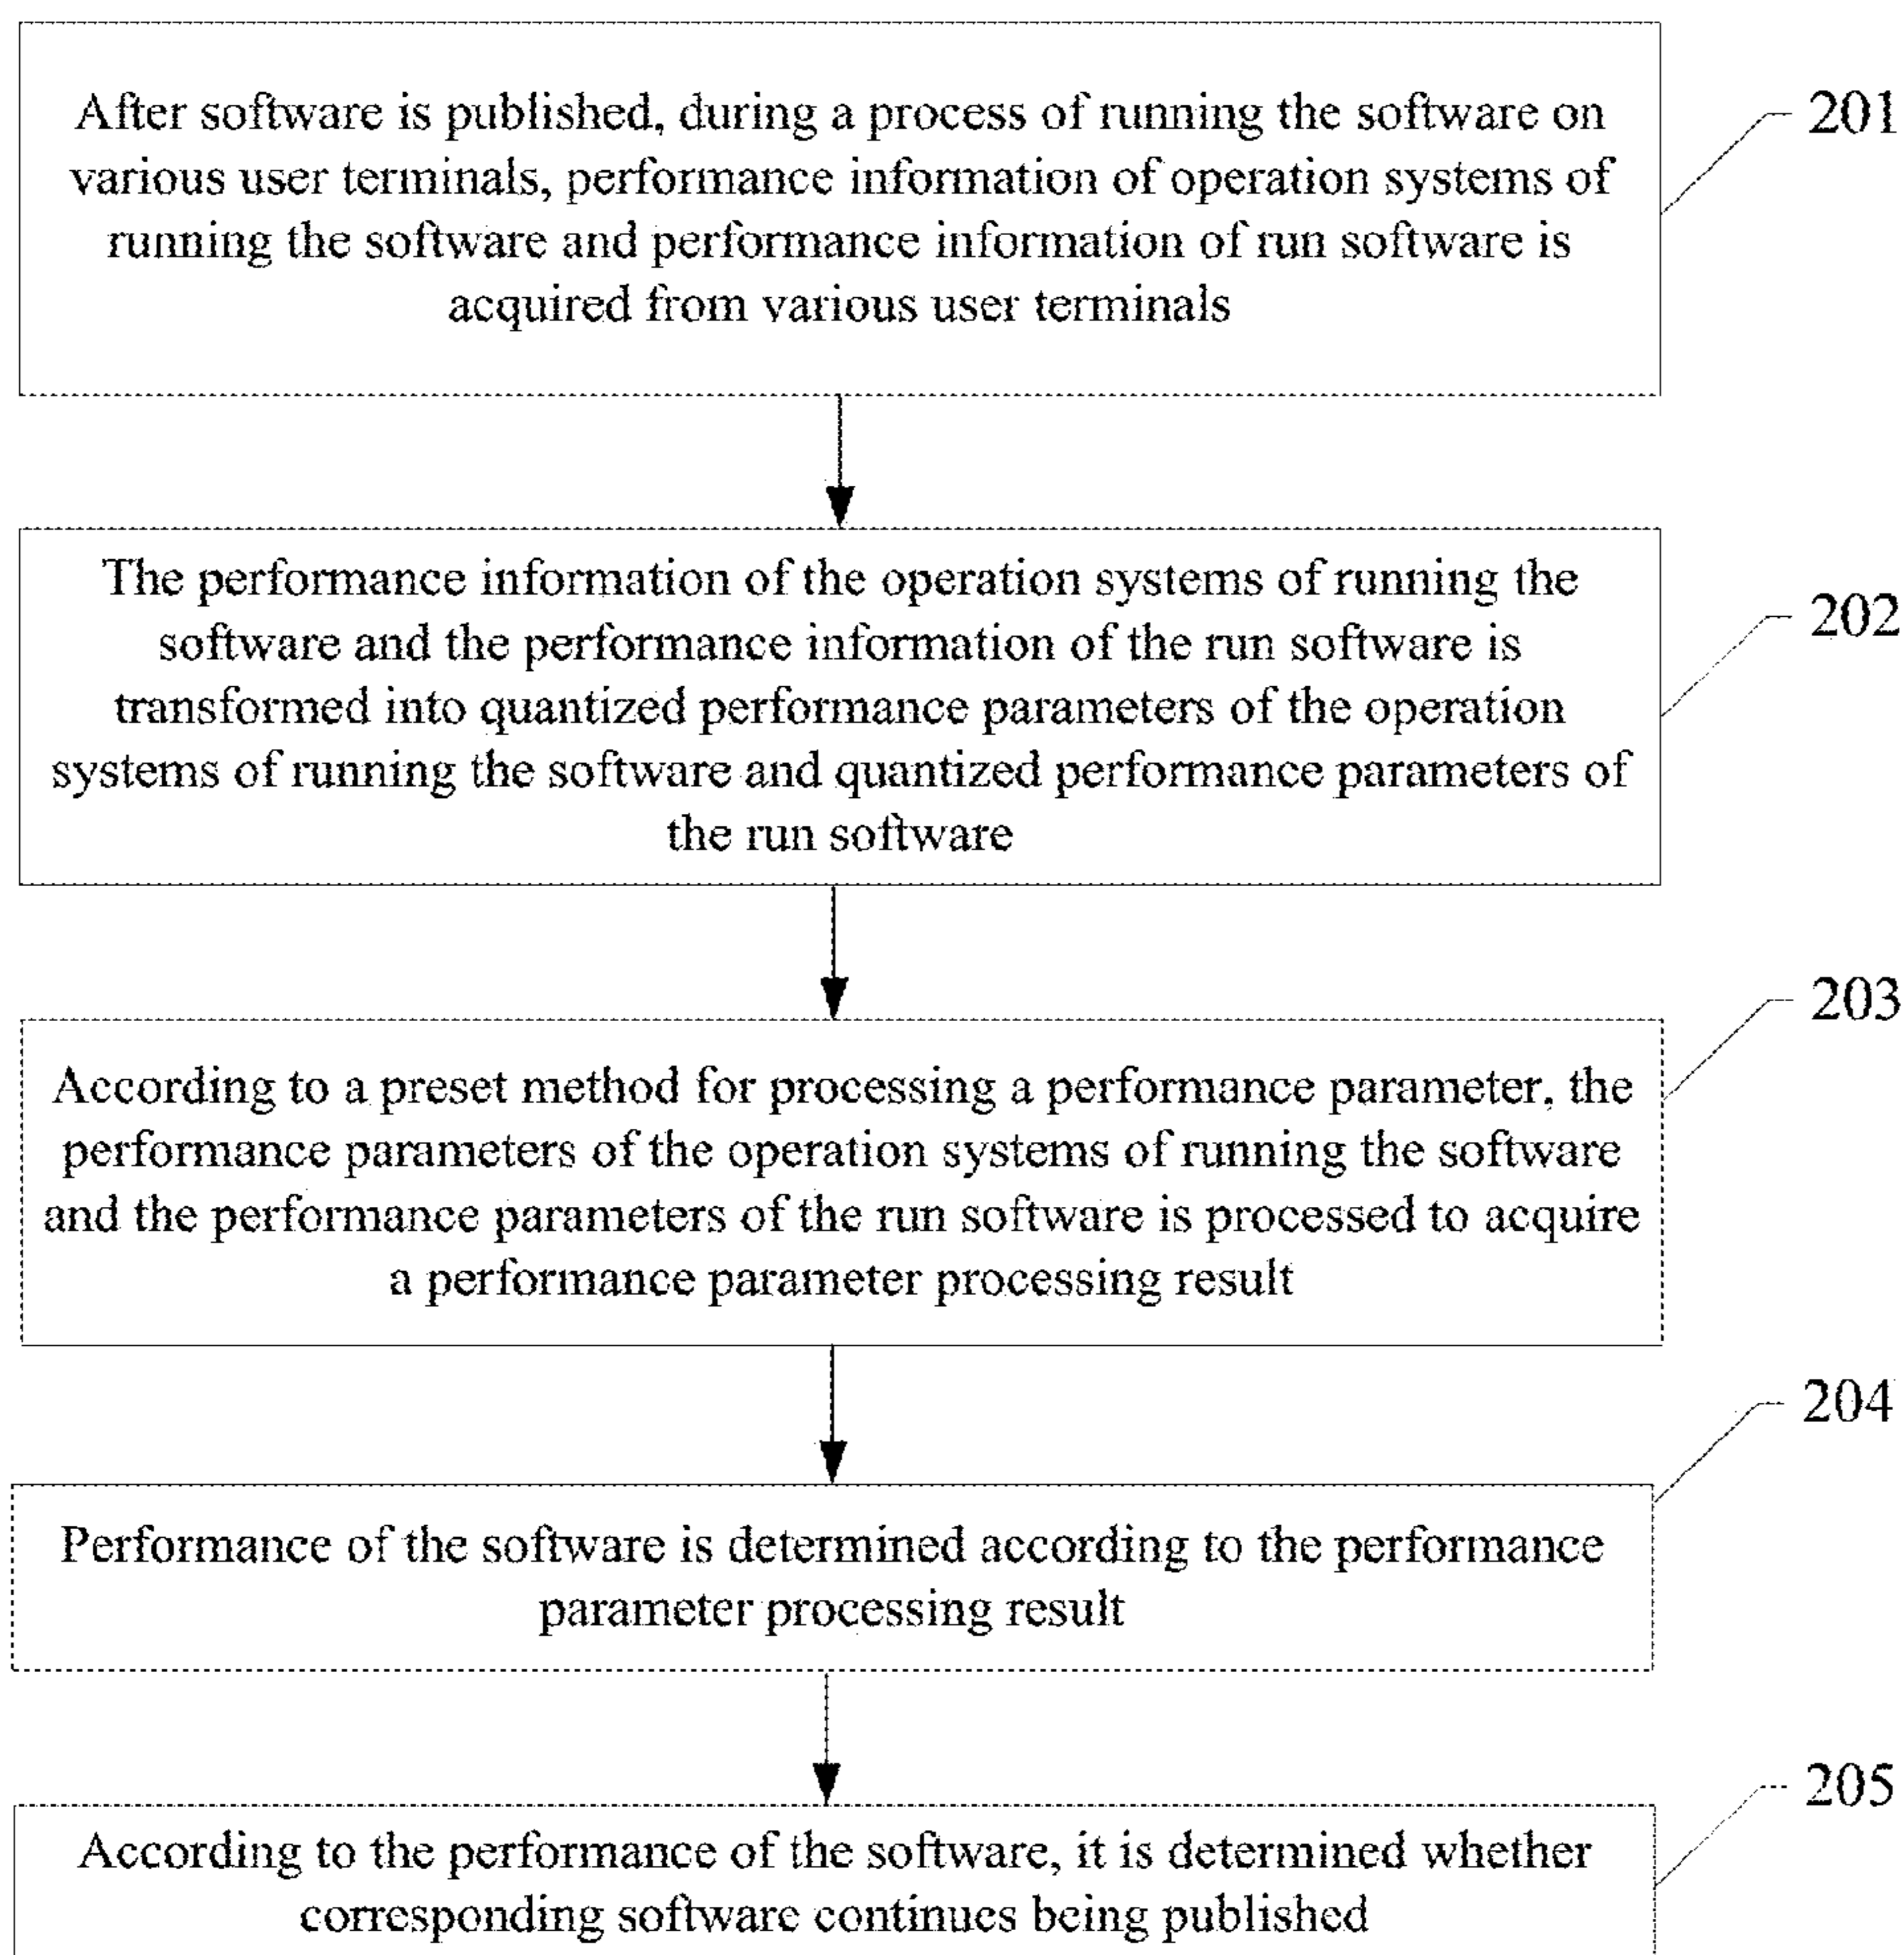 After software is published, during a process of running the software on
various user terminals, performance information of operation systems of
running the software and performance information of run software is
acquired from various user terminals
201
The performance information of the operation systems of running the
software and the performance information of the run software is
transformed into quantized performance parameters of the operation
systems of running the software and quantized performance parameters of
the run software
202
203
According to a preset method for processing a performance parameter, the
performance parameters of the operation systems of running the software
and the performance parameters of the run software is processed to acquire
a performance parameter processing result
204
Performance of the software is determined according to the performance
parameter processing result
205
According to the performance of the software, it is determined whether
corresponding software continues being published